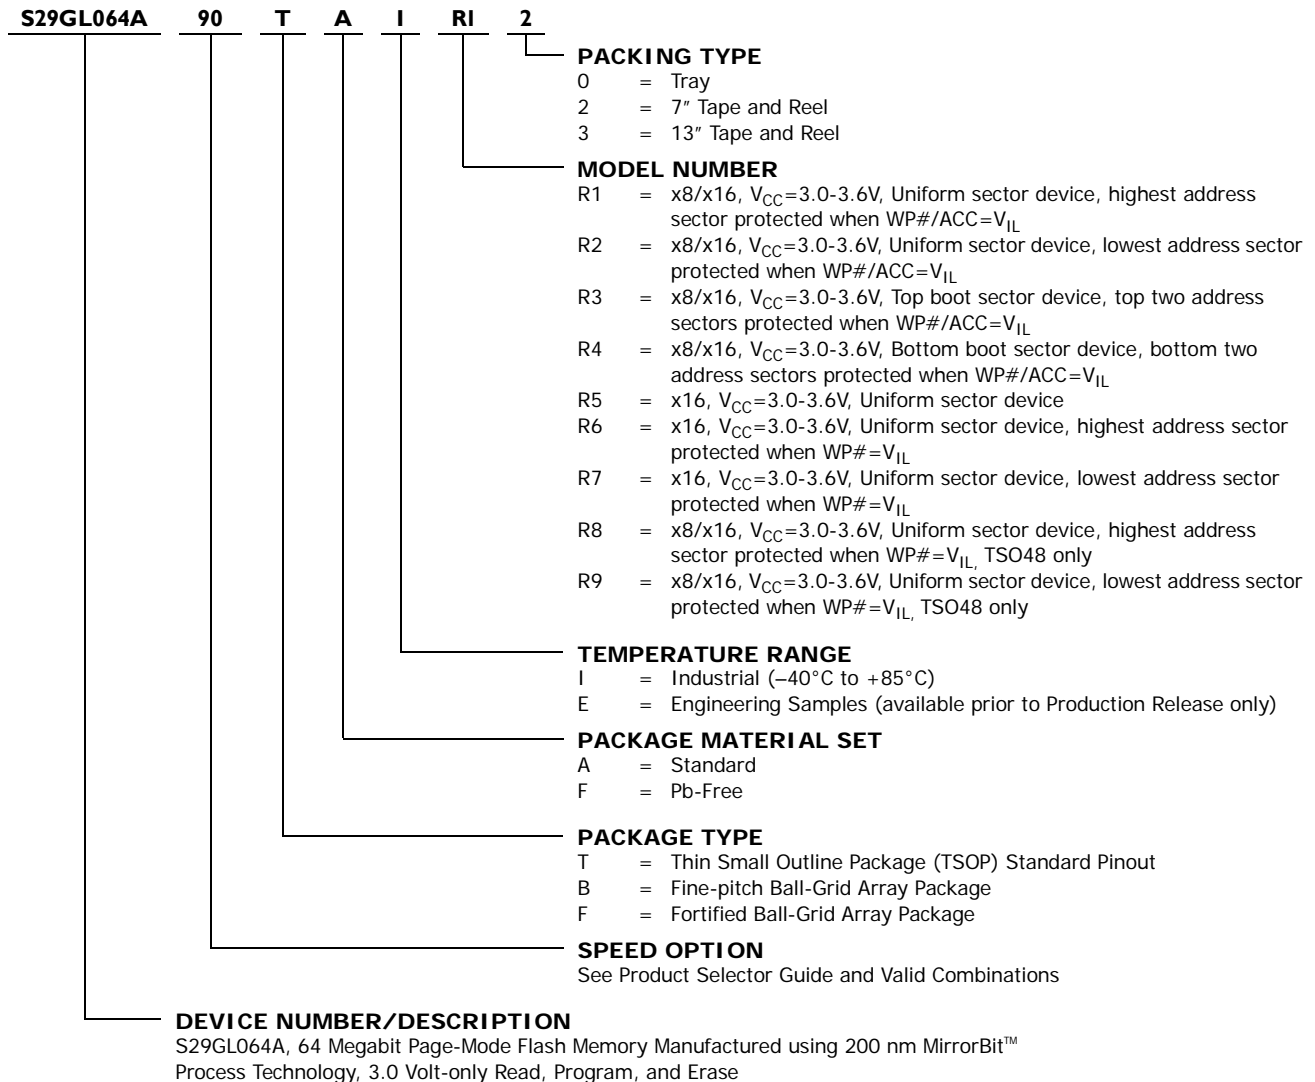 S29GL064A 90 T A I R1 2
PACKING TYPE
0 = Tray
2 = 7″ Tape and Reel
3 = 13″ Tape and Reel
MODEL NUMBER
R1 = x8/x16, VCC=3.0-3.6V, Uniform sector device, highest address
sector protected when WP#/ACC=VIL
R2 = x8/x16, VCC=3.0-3.6V, Uniform sector device, lowest address sector
protected when WP#/ACC=VIL
R3 = x8/x16, VCC=3.0-3.6V, Top boot sector device, top two address
sectors protected when WP#/ACC=VIL
R4 = x8/x16, VCC=3.0-3.6V, Bottom boot sector device, bottom two
address sectors protected when WP#/ACC=VIL
R5 = x16, VCC=3.0-3.6V, Uniform sector device
R6 = x16, VCC=3.0-3.6V, Uniform sector device, highest address sector
protected when WP#=VIL
R7 = x16, VCC=3.0-3.6V, Uniform sector device, lowest address sector
protected when WP#=VIL
R8 = x8/x16, VCC=3.0-3.6V, Uniform sector device, highest address
sector protected when WP#=VIL, TSO48 only
R9 = x8/x16, VCC=3.0-3.6V, Uniform sector device, lowest address sector
protected when WP#=VIL, TSO48 only
TEMPERATURE RANGE
I = Industrial (–40°C to +85°C)
E = Engineering Samples (available prior to Production Release only)
PACKAGE MATERIAL SET
A = Standard
F = Pb-Free
PACKAGE TYPE
T = Thin Small Outline Package (TSOP) Standard Pinout
B = Fine-pitch Ball-Grid Array Package
F = Fortified Ball-Grid Array Package
SPEED OPTION
See Product Selector Guide and Valid Combinations
DEVICE NUMBER/DESCRIPTION
S29GL064A, 64 Megabit Page-Mode Flash Memory Manufactured using 200 nm MirrorBit™
Process Technology, 3.0 Volt-only Read, Program, and Erase